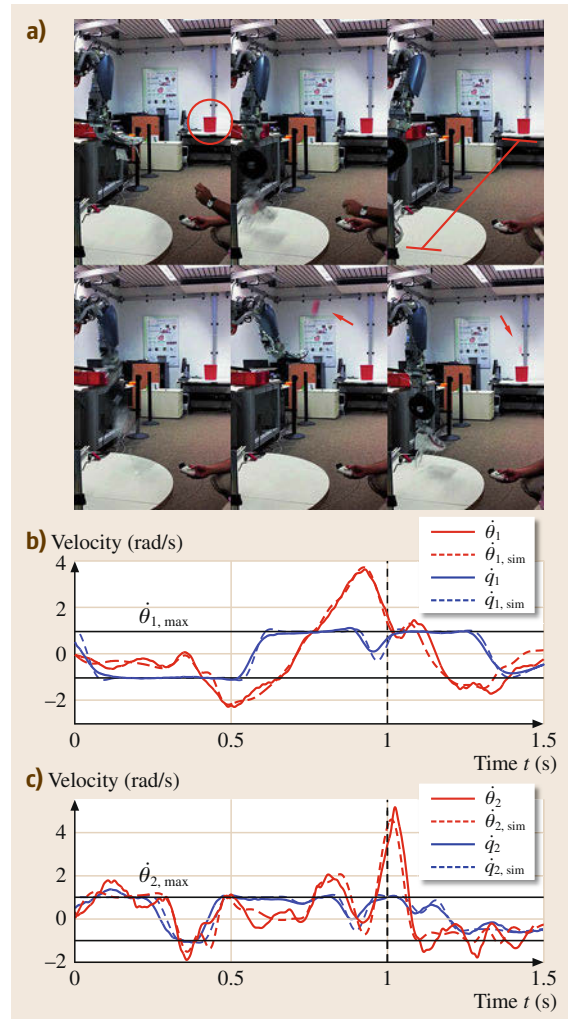 a)
b) Velocity (rad/s)
θ̇₁
θ̇₁, sim
q̇₁
q̇₁, sim
4
2
0
−2
θ̇₁, max
0
0.5
1
1.5
Time t (s)
c) Velocity (rad/s)
θ̇₂
θ̇₂, sim
q̇₂
q̇₂, sim
4
2
0
−2
θ̇₂, max
0
0.5
1
1.5
Time t (s)